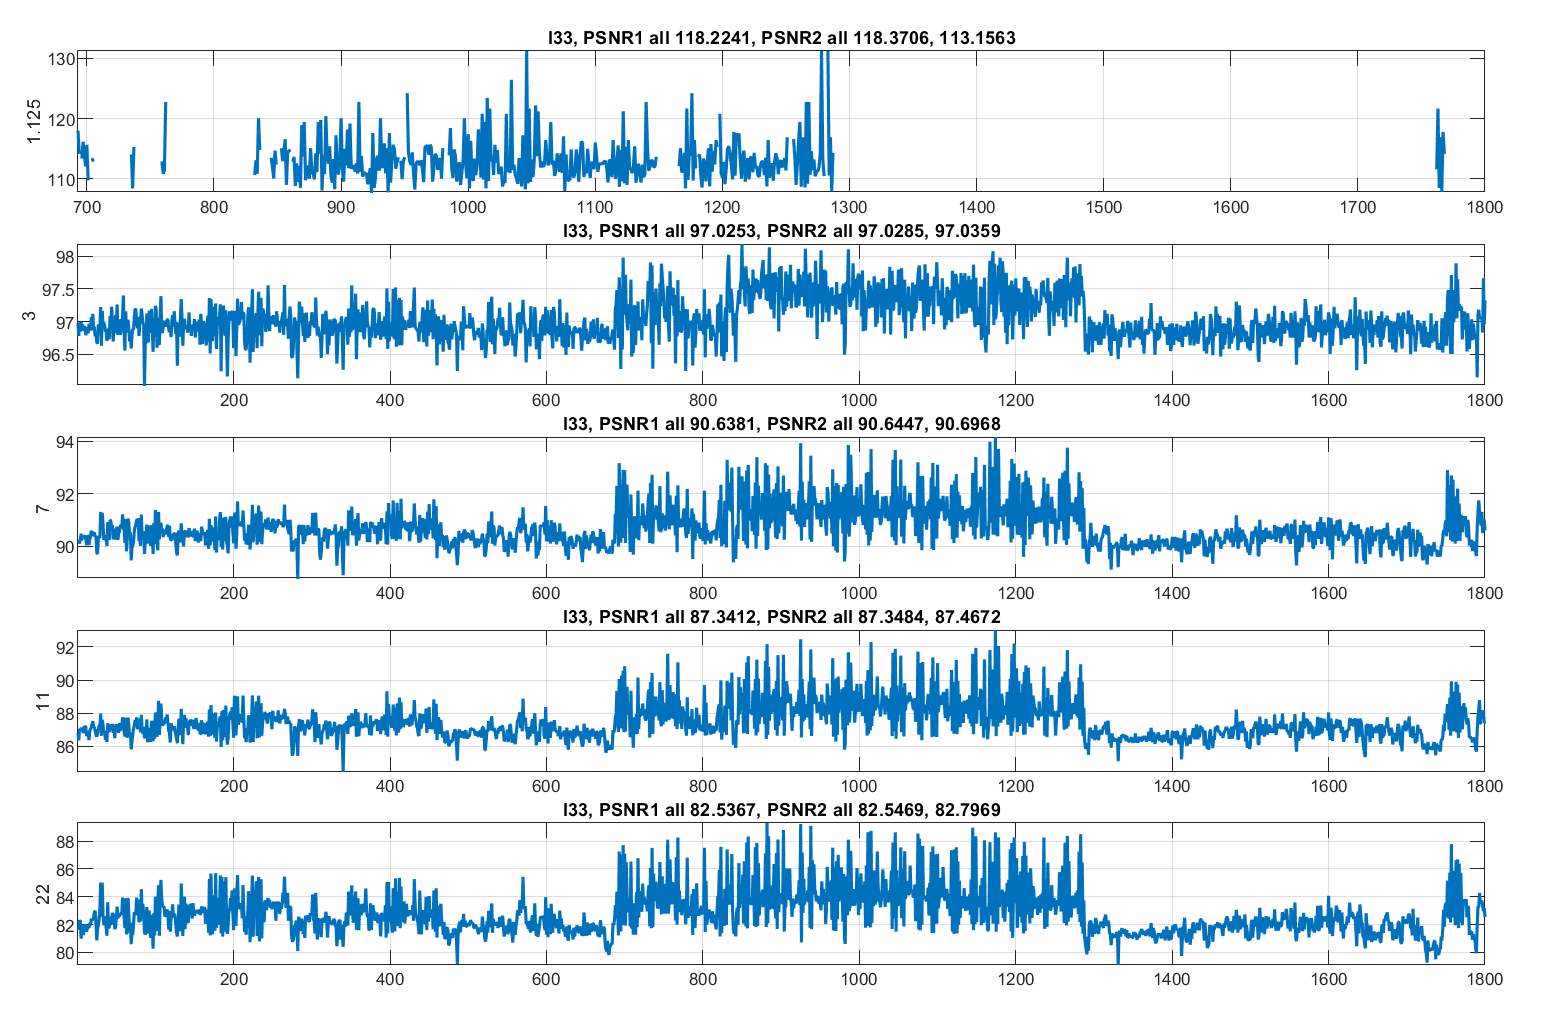 I33, PSNR1 all 118.2241, PSNR2 all 118.3706, 113.1563
130
120
110
1.125
700 800 900 1000 1100 1200 1300 1400 1500 1600 1700 1800
I33, PSNR1 all 97.0253, PSNR2 all 97.0285, 97.0359
98
97.5
97
96.5
3
200 400 600 800 1000 1200 1400 1600 1800
I33, PSNR1 all 90.6381, PSNR2 all 90.6447, 90.6968
94
92
90
7
200 400 600 800 1000 1200 1400 1600 1800
I33, PSNR1 all 87.3412, PSNR2 all 87.3484, 87.4672
92
90
88
86
11
200 400 600 800 1000 1200 1400 1600 1800
I33, PSNR1 all 82.5367, PSNR2 all 82.5469, 82.7969
88
86
84
82
80
22
200 400 600 800 1000 1200 1400 1600 1800